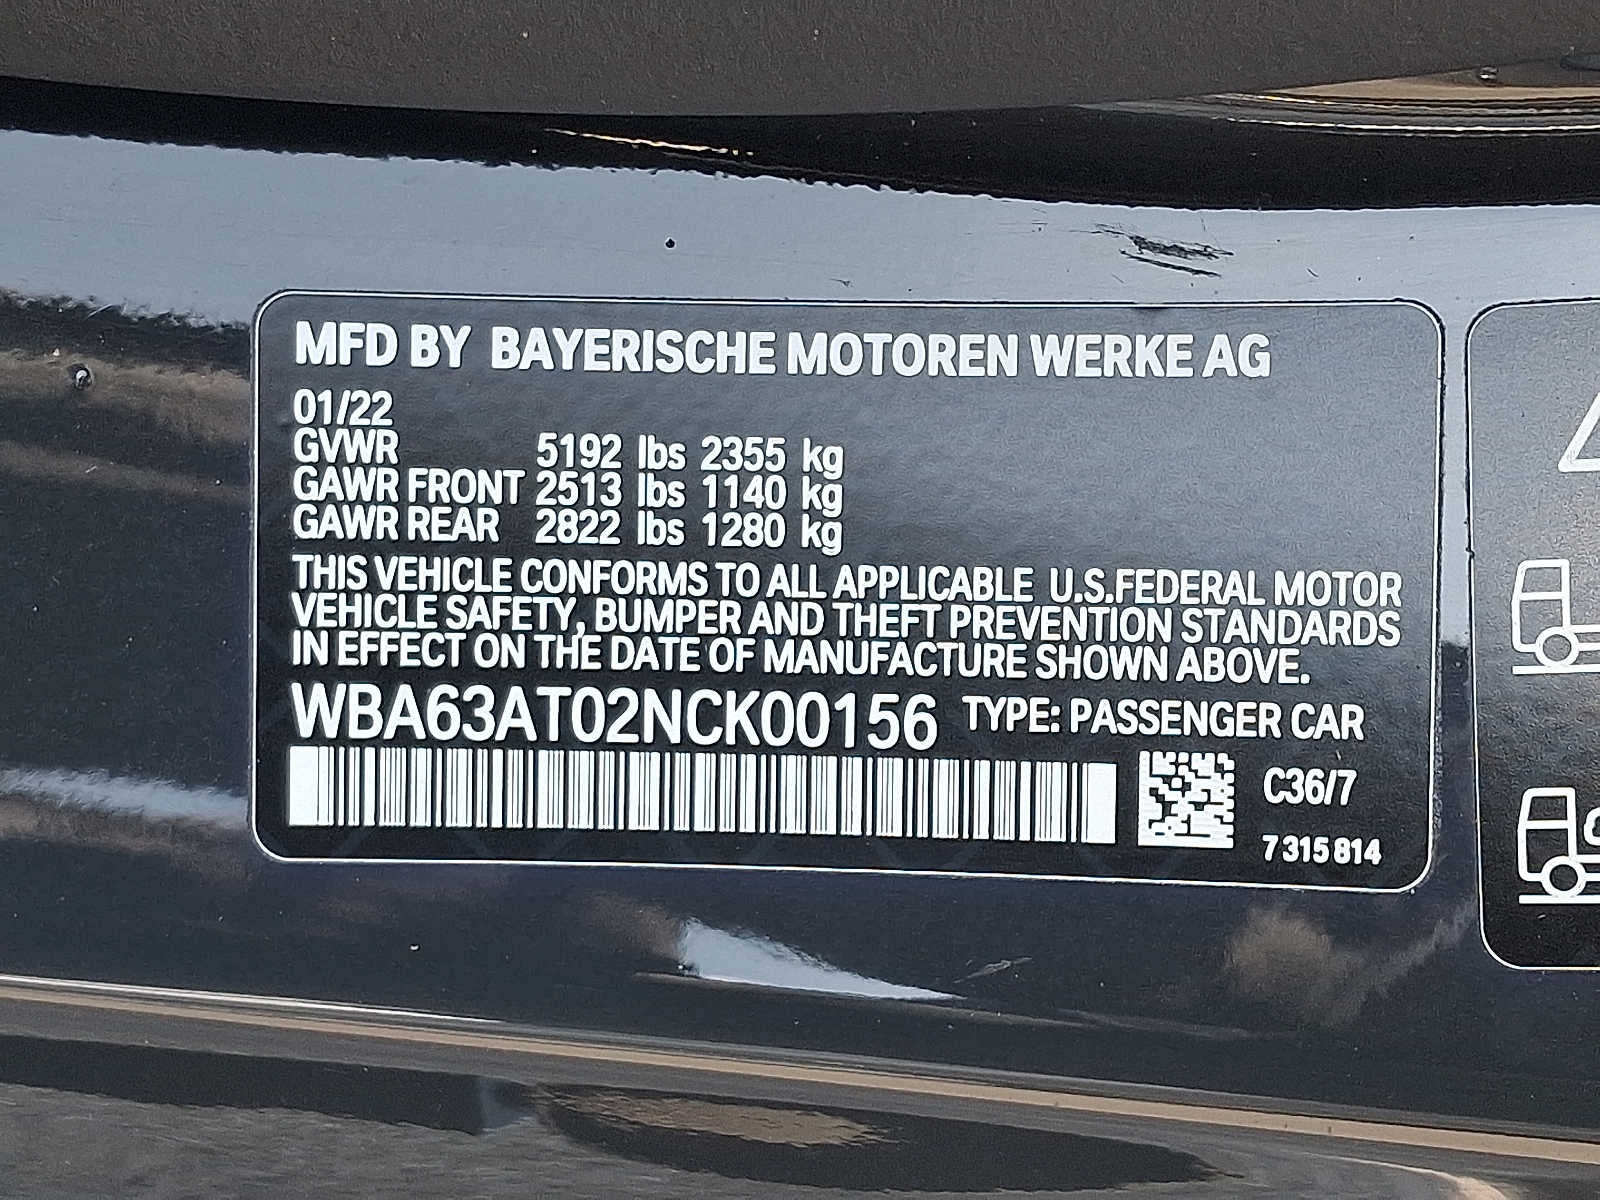 MFD BY BAYERISCHE MOTOREN WERKE AG
01/22
GVWR 5192 lbs 2355 kg
GAWR FRONT 2513 lbs 1140 kg
GAWR REAR 2822 lbs 1280 kg
THIS VEHICLE CONFORMS TO ALL APPLICABLE U.S.FEDERAL MOTOR
VEHICLE SAFETY, BUMPER AND THEFT PREVENTION STANDARDS
IN EFFECT ON THE DATE OF MANUFACTURE SHOWN ABOVE.
WBA63AT02NCK00156 TYPE: PASSENGER CAR
C36/7
7 315 814